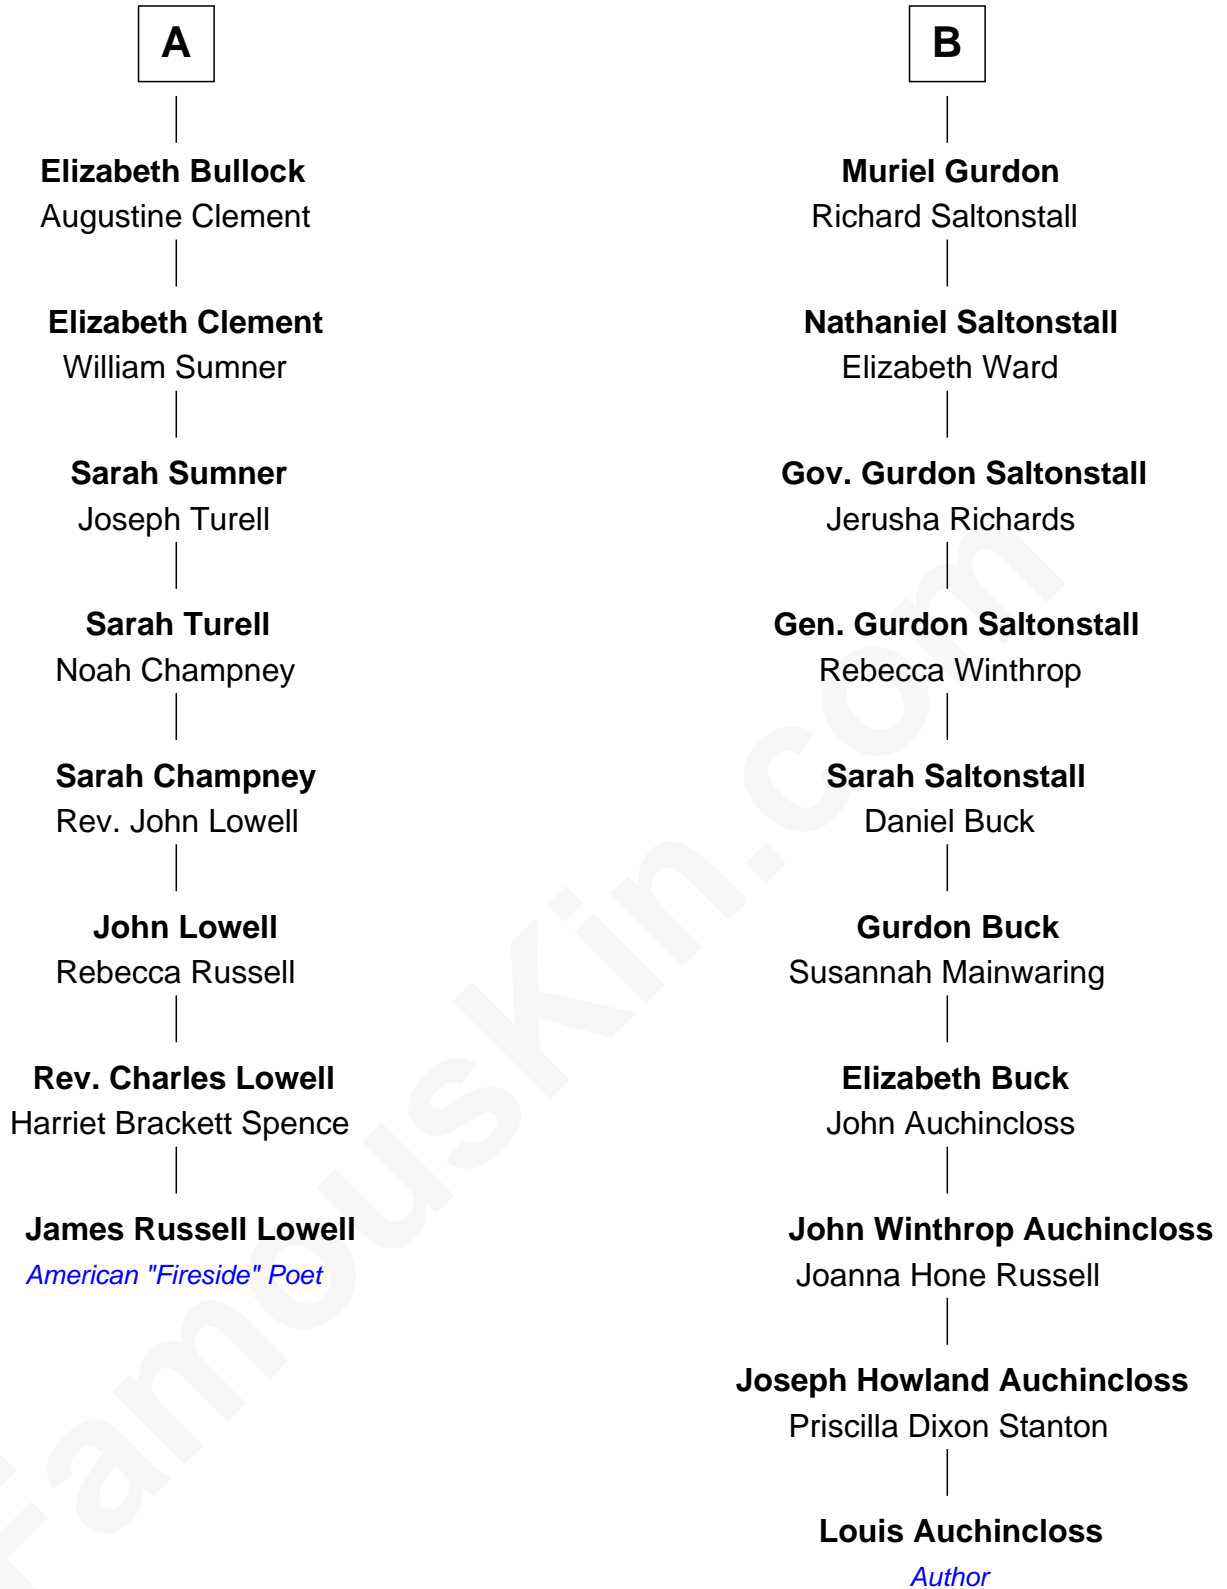 A
Elizabeth Bullock
Augustine Clement
Elizabeth Clement
William Sumner
Sarah Sumner
Joseph Turell
Sarah Turell
Noah Champney
Sarah Champney
Rev. John Lowell
John Lowell
Rebecca Russell
Rev. Charles Lowell
Harriet Brackett Spence
James Russell Lowell
American "Fireside" Poet
B
Muriel Gurdon
Richard Saltonstall
Nathaniel Saltonstall
Elizabeth Ward
Gov. Gurdon Saltonstall
Jerusha Richards
Gen. Gurdon Saltonstall
Rebecca Winthrop
Sarah Saltonstall
Daniel Buck
Gurdon Buck
Susannah Mainwaring
Elizabeth Buck
John Auchincloss
John Winthrop Auchincloss
Joanna Hone Russell
Joseph Howland Auchincloss
Priscilla Dixon Stanton
Louis Auchincloss
Author
FamousKin.com